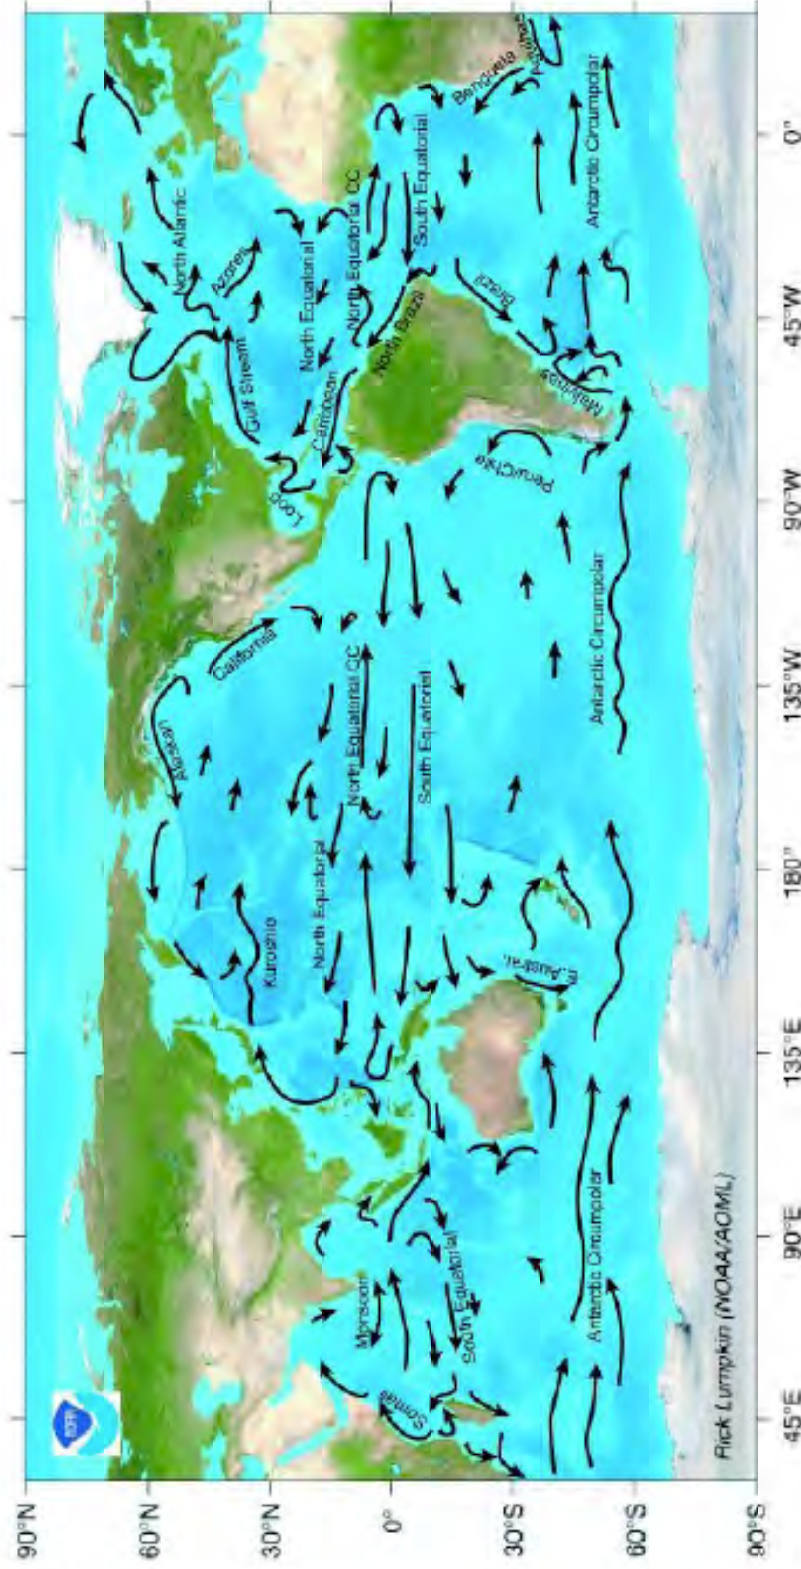 North Atlantic
Azores
Gulf Stream
North Equatorial
North Equatorial CC
South Equatorial
Benguela
Agulhas
Antarctic Circumpolar
Caribbean
North Brazil
Brazil
Malvinas
Loop
Peru/Chile
Alaskan
California
North Equatorial CC
South Equatorial
Antarctic Circumpolar
Kuroshio
North Equatorial
E. Austral.
Monsoon
South Equatorial
Somali
Antarctic Circumpolar
Rick Lumpkin (NOAA/AOML)
90°N
60°N
30°N
0°
30°S
60°S
90°S
45°E
90°E
135°E
180°
135°W
90°W
45°W
0°